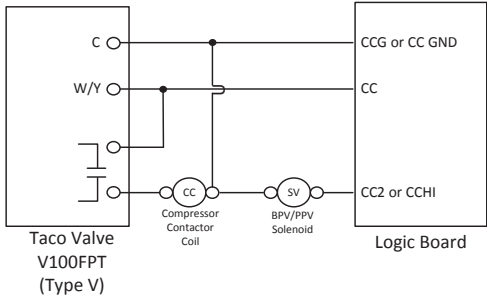 C
CCG or CC GND
W/Y
CC
CC
SV
CC2 or CCHI
Compressor
Contactor
Coil
BPV/PPV
Solenoid
Taco Valve
V100FPT
(Type V)
Logic Board